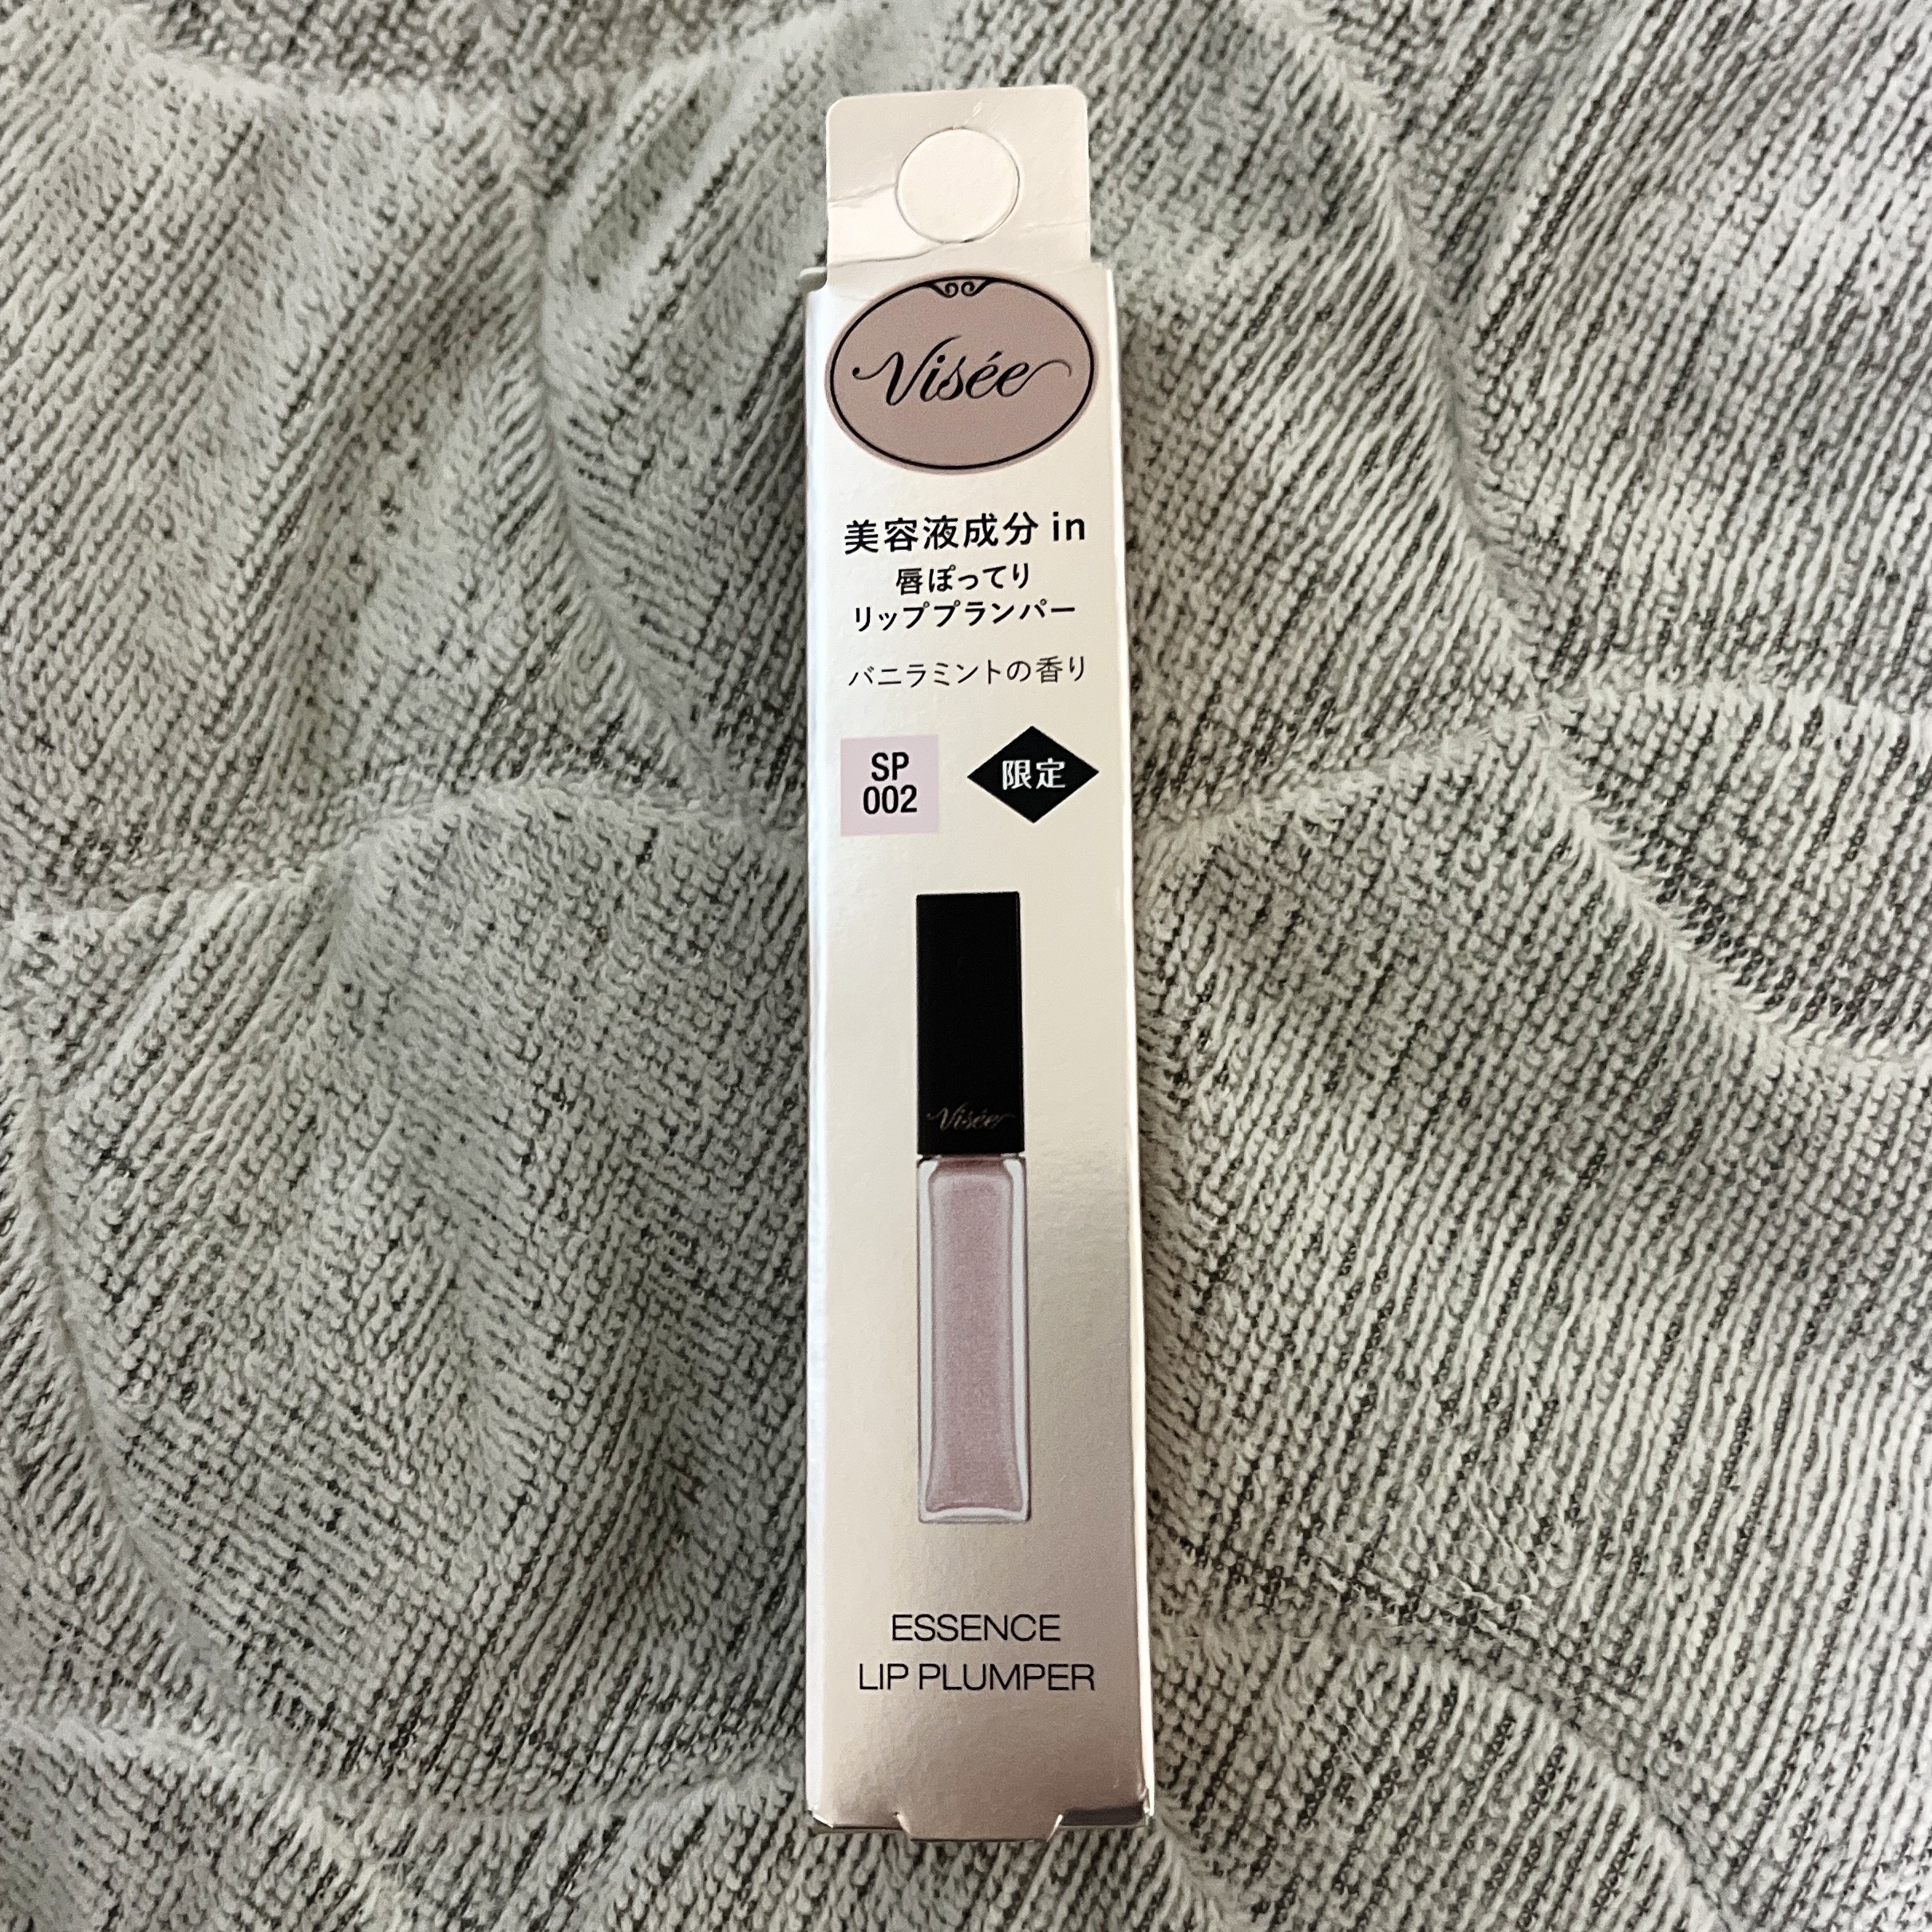 Visée
美容液成分 in
唇ぽってり
リッププランパー
バニラミントの香り
SP
002
限定
Visée
ESSENCE
LIP PLUMPER